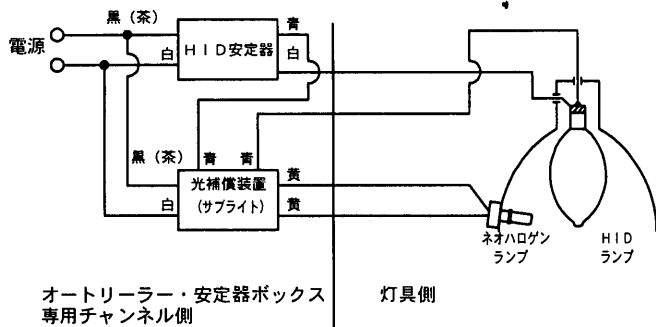 黒（茶）
青
電源
白
HID安定器
白
黒（茶）
青
青
黄
光補償装置
（サブライト）
白
黄
ネオハロゲン
ランプ
HID
ランプ
オートリーラー・安定器ボックス
専用チャンネル側
灯具側